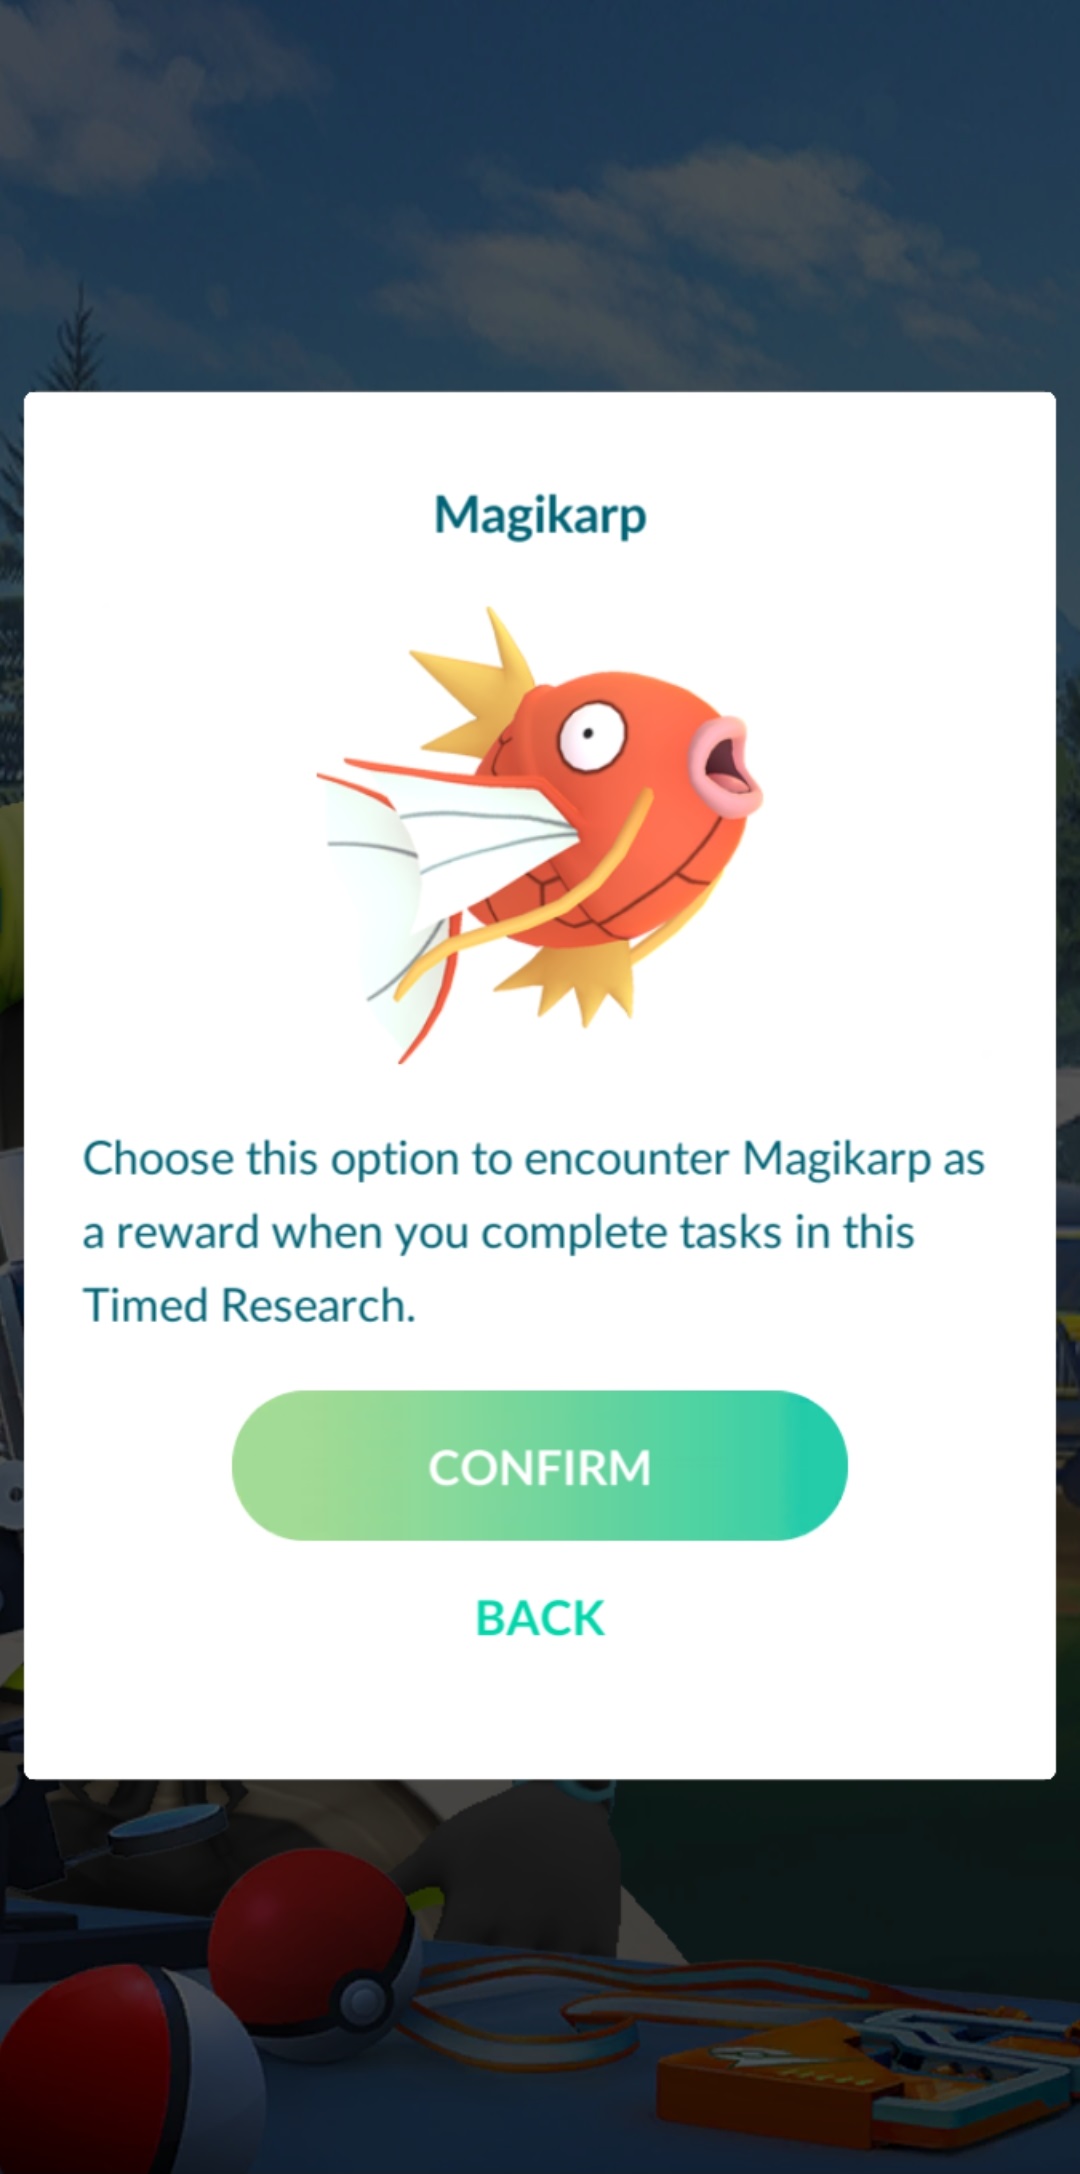 Magikarp
Choose this option to encounter Magikarp as
a reward when you complete tasks in this
Timed Research.
CONFIRM
BACK